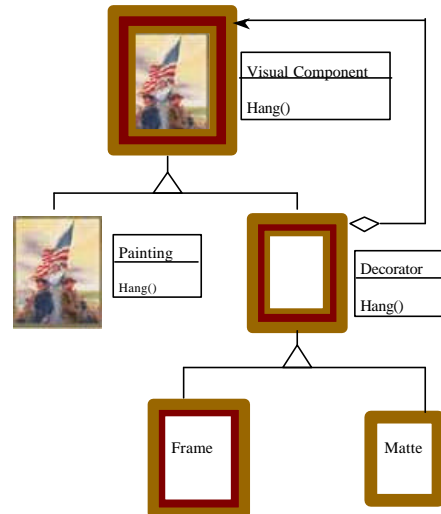 Visual Component
Hang()
Painting
Hang()
Decorator
Hang()
Frame
Matte